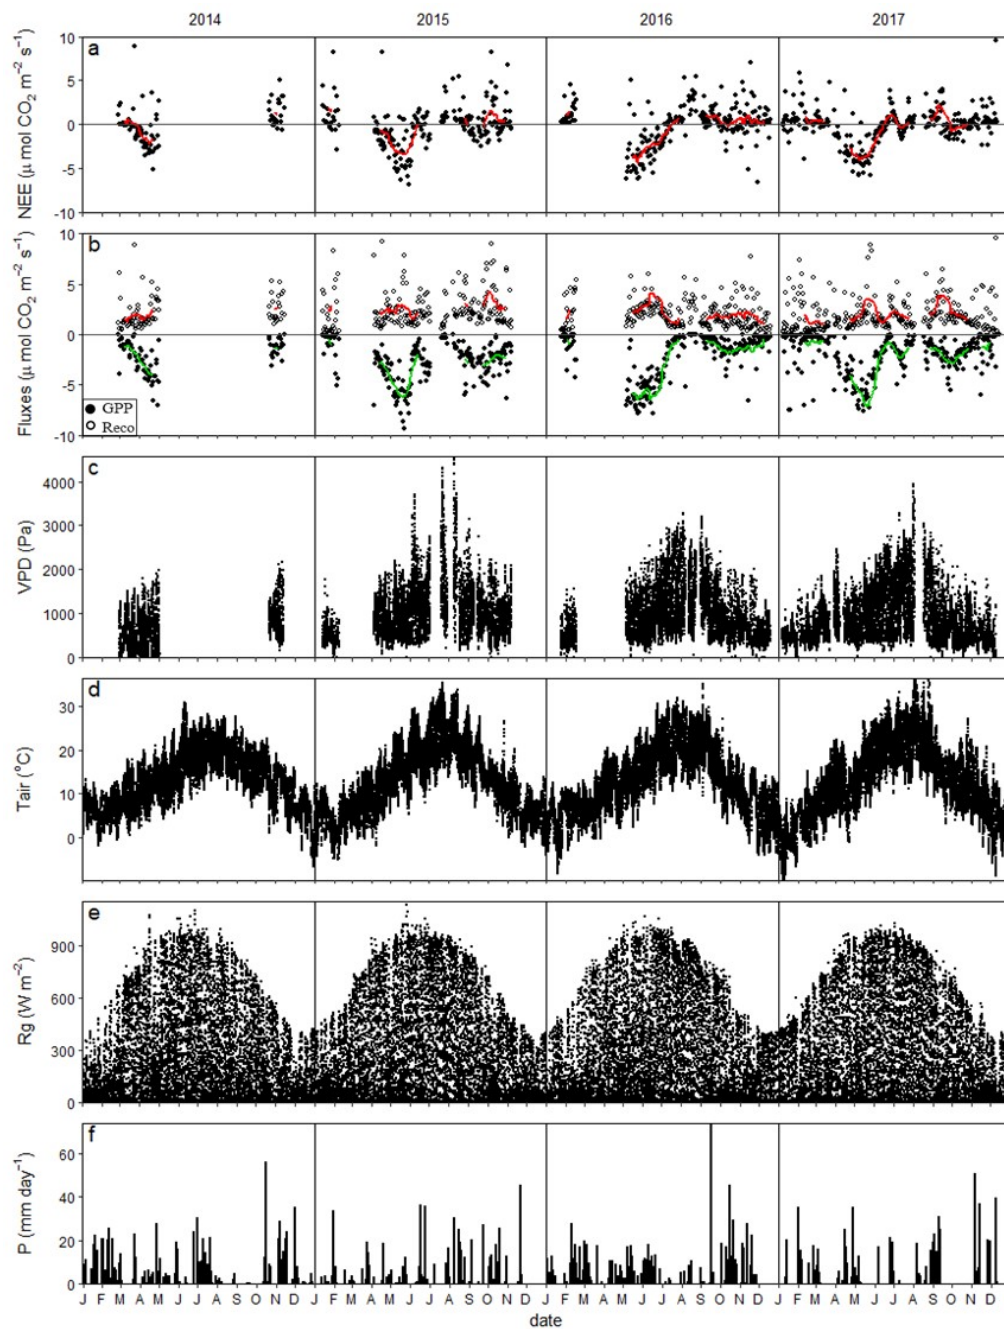 2014 2015 2016 2017
a
NEE (μ mol CO₂ m⁻² s⁻¹)
10
5
0
-5
-10
b
Fluxes (μ mol CO₂ m⁻² s⁻¹)
10
5
0
-5
-10
GPP
Reco
c
VPD (Pa)
4000
3000
2000
1000
0
d
Tair (°C)
30
20
10
0
e
Rg (W m⁻²)
900
600
300
0
f
P (mm day⁻¹)
60
40
20
0
J F M A M J J A S O N D J F M A M J J A S O N D J F M A M J J A S O N D J F M A M J J A S O N D
date